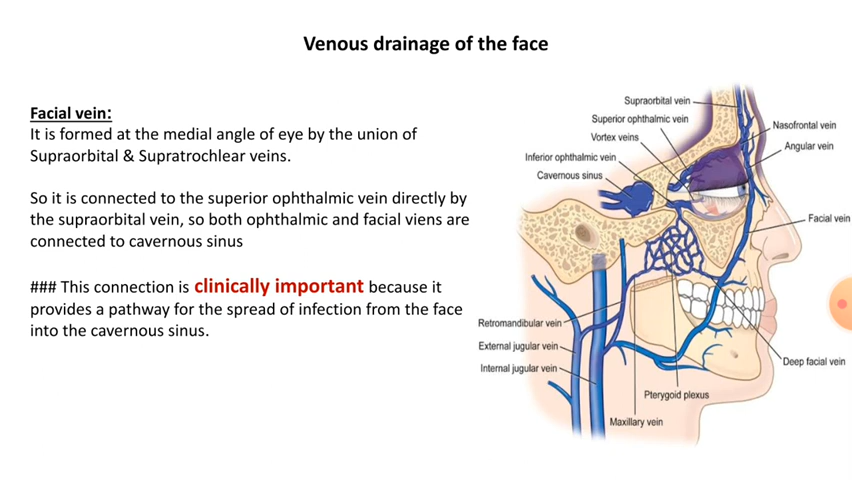 Venous drainage of the face
Facial vein:
It is formed at the medial angle of eye by the union of
Supraorbital & Supratrochlear veins.
So it is connected to the superior ophthalmic vein directly by
the supraorbital vein, so both ophthalmic and facial viens are
connected to cavernous sinus
### This connection is clinically important because it
provides a pathway for the spread of infection from the face
into the cavernous sinus.
Supraorbital vein
Superior ophthalmic vein
Vortex veins
Inferior ophthalmic vein
Cavernous sinus
Nasofrontal vein
Angular vein
Facial vein
Retromandibular vein
External jugular vein
Internal jugular vein
Deep facial vein
Pterygoid plexus
Maxillary vein